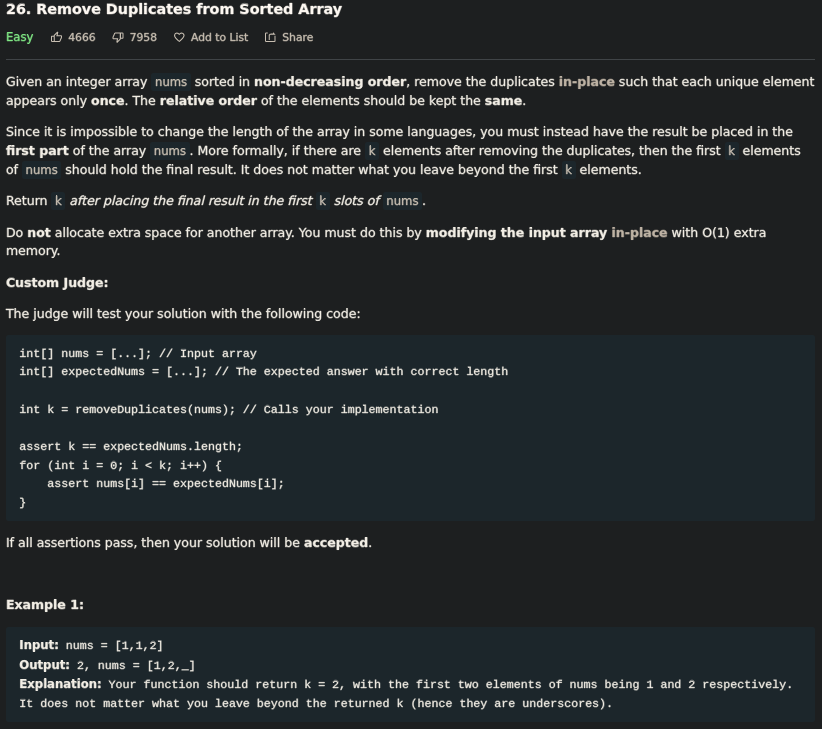 26. Remove Duplicates from Sorted Array
Easy 4666 7958 Add to List Share
Given an integer array nums sorted in non-decreasing order, remove the duplicates in-place such that each unique element
appears only once. The relative order of the elements should be kept the same.
Since it is impossible to change the length of the array in some languages, you must instead have the result be placed in the
first part of the array nums. More formally, if there are k elements after removing the duplicates, then the first k elements
of nums should hold the final result. It does not matter what you leave beyond the first k elements.
Return k after placing the final result in the first k slots of nums.
Do not allocate extra space for another array. You must do this by modifying the input array in-place with O(1) extra
memory.
Custom Judge:
The judge will test your solution with the following code:
int[] nums = [...]; // Input array
int[] expectedNums = [...]; // The expected answer with correct length
int k = removeDuplicates(nums); // Calls your implementation
assert k == expectedNums.length;
for (int i = 0; i < k; i++) {
    assert nums[i] == expectedNums[i];
}
If all assertions pass, then your solution will be accepted.
Example 1:
Input: nums = [1,1,2]
Output: 2, nums = [1,2,_]
Explanation: Your function should return k = 2, with the first two elements of nums being 1 and 2 respectively.
It does not matter what you leave beyond the returned k (hence they are underscores).